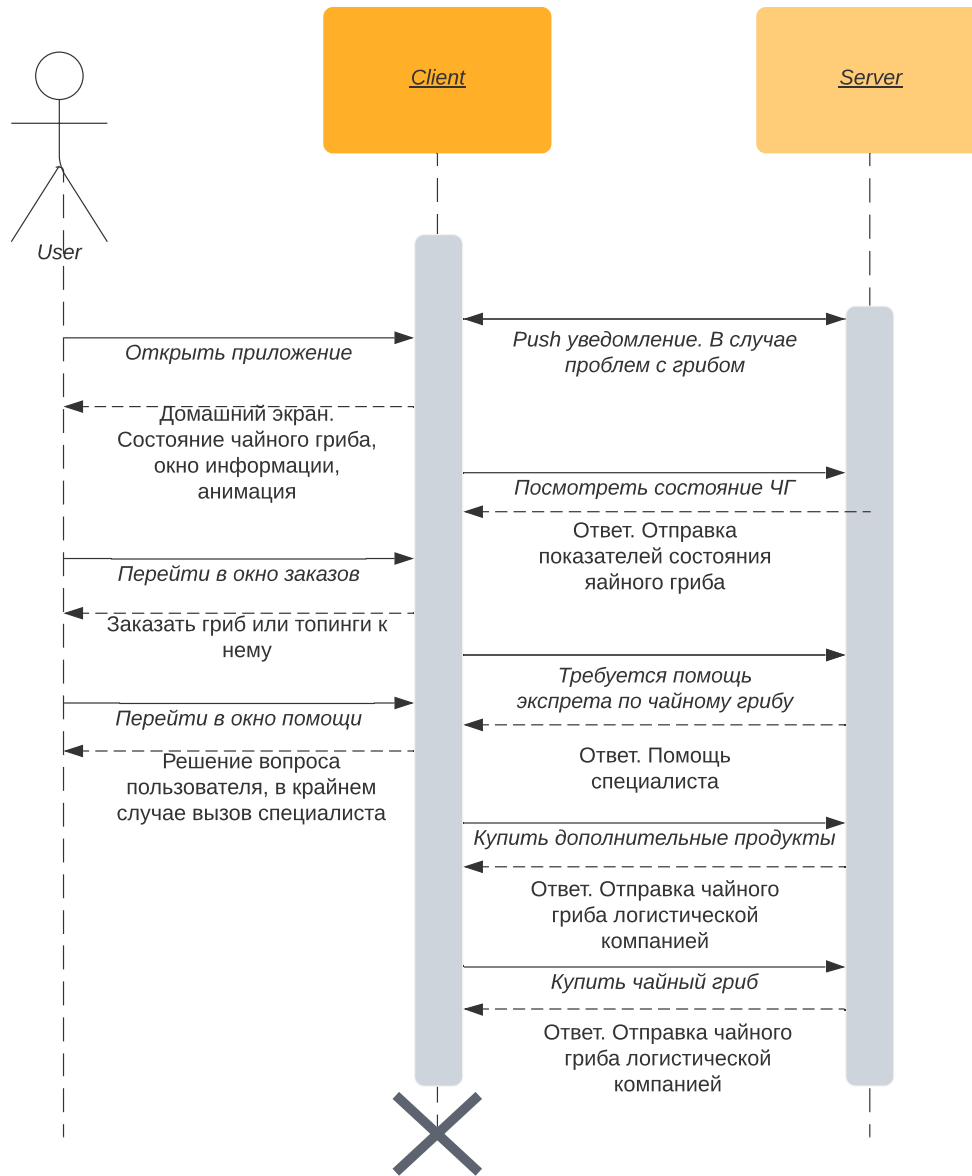 Client
Server
User
Push уведомление. В случае
проблем с грибом
Открыть приложение
Домашний экран.
Состояние чайного гриба,
окно информации,
анимация
Посмотреть состояние ЧГ
Ответ. Отправка
показателей состояния
яайного гриба
Перейти в окно заказов
Заказать гриб или топинги к
нему
Требуется помощь
экспрета по чайному грибу
Перейти в окно помощи
Ответ. Помощь
специалиста
Решение вопроса
пользователя, в крайнем
случае вызов специалиста
Купить дополнительные продукты
Ответ. Отправка чайного
гриба логистической
компанией
Купить чайный гриб
Ответ. Отправка чайного
гриба логистической
компанией